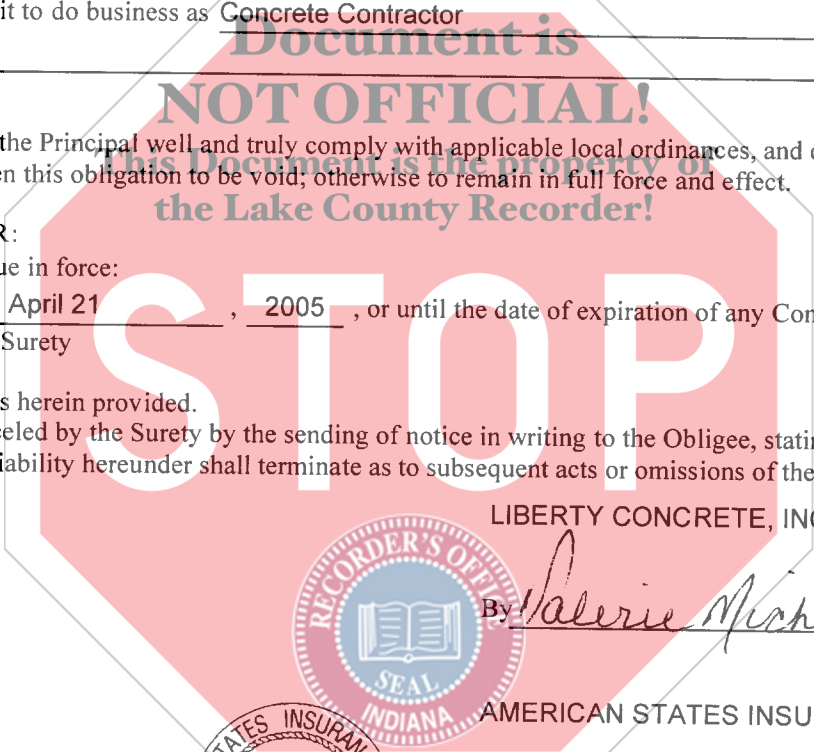 it to do business as Concrete Contractor
Document is
NOT OFFICIAL!
the Principal well and truly comply with applicable local ordinances, and
This Document is the property of
en this obligation to be void; otherwise to remain in full force and effect.
the Lake County Recorder!
R:
ue in force:
April 21 , 2005 , or until the date of expiration of any Con
Surety
STOP
s herein provided.
celed by the Surety by the sending of notice in writing to the Obligee, statin
iability hereunder shall terminate as to subsequent acts or omissions of the
LIBERTY CONCRETE, INC
RECORDER'S OFFICE
By Valerie Mich
SEAL
INDIANA
AMERICAN STATES INSU
TATES INSURAN